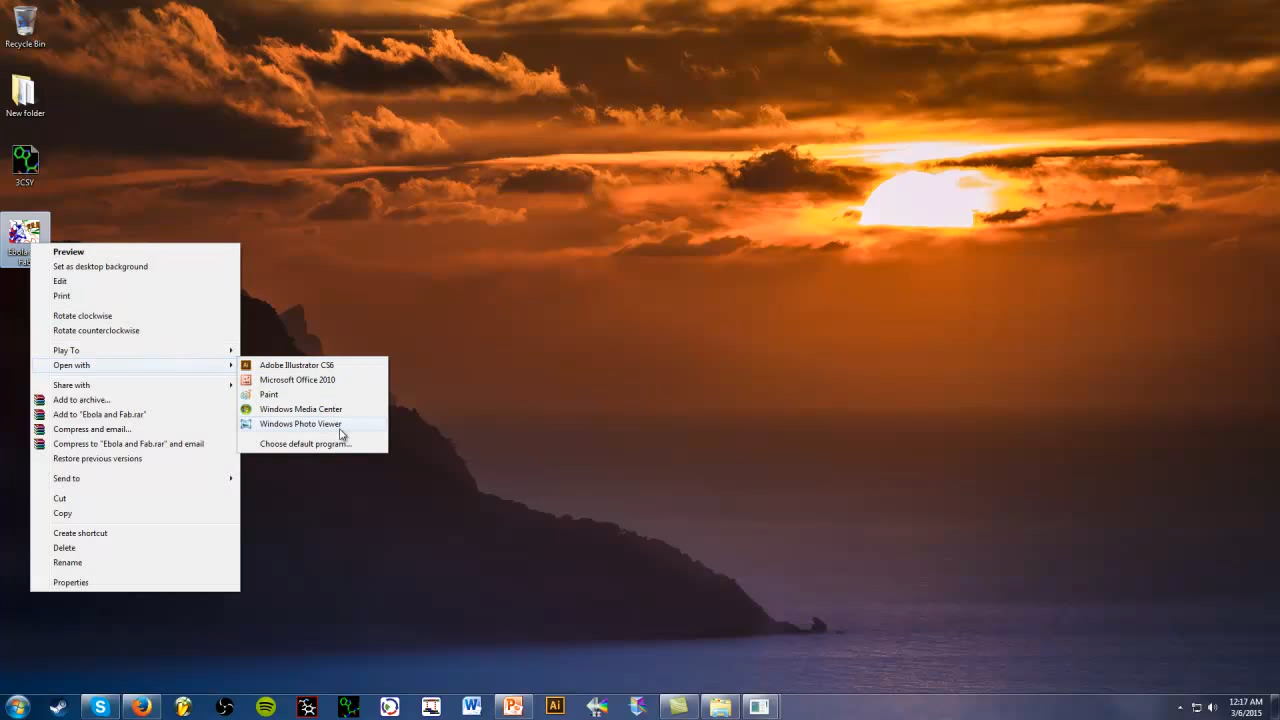 Recycle Bin
New folder
3CSY
Preview
Set as desktop background
Edit
Print
Rotate clockwise
Rotate counterclockwise
Play To
Open with
Share with
Add to archive...
Add to "Ebola and Fab.rar"
Compress and email...
Compress to "Ebola and Fab.rar" and email
Restore previous versions
Send to
Cut
Copy
Create shortcut
Delete
Rename
Properties
Adobe Illustrator CS6
Microsoft Office 2010
Paint
Windows Media Center
Windows Photo Viewer
Choose default program...
12:17 AM
3/6/2015